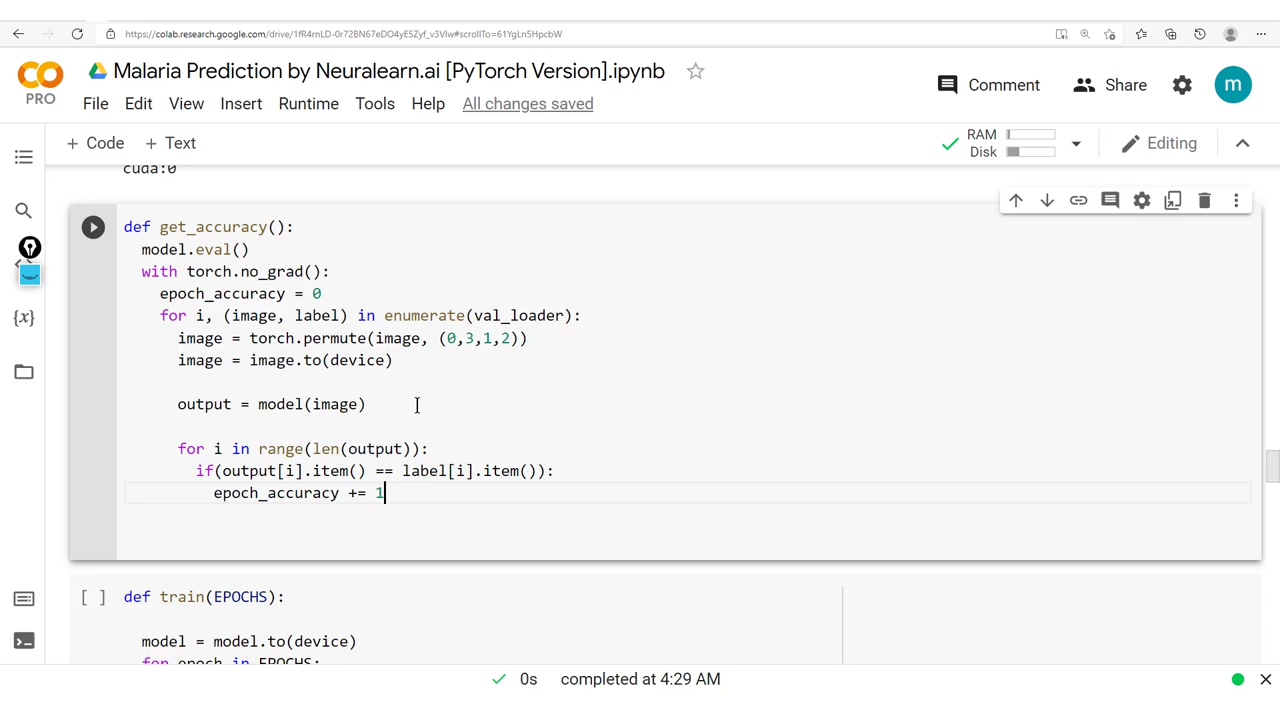 https://colab.research.google.com/drive/1fR4rnLD-0r72BN67eDO4yE5Zyf_v3Vlw#scrollTo=61YgLn5HpcbW
Malaria Prediction by Neuralearn.ai [PyTorch Version].ipynb
PRO
File Edit View Insert Runtime Tools Help All changes saved
Comment
Share
m
+ Code + Text
RAM
Disk
Editing
cuda:0
def get_accuracy():
model.eval()
with torch.no_grad():
epoch_accuracy = 0
for i, (image, label) in enumerate(val_loader):
image = torch.permute(image, (0,3,1,2))
image = image.to(device)
output = model(image)
for i in range(len(output)):
if(output[i].item() == label[i].item()):
epoch_accuracy += 1
{x}
[ ] def train(EPOCHS):
model = model.to(device)
for epoch in EPOCHS:
0s completed at 4:29 AM